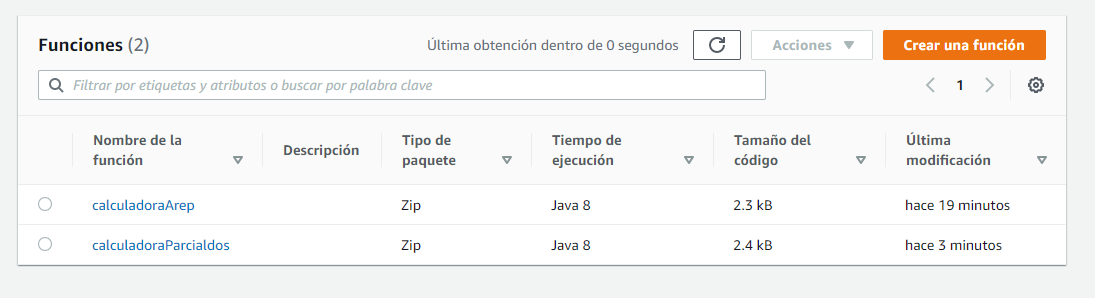 Funciones (2)
Última obtención dentro de 0 segundos
Acciones
Crear una función
Filtrar por etiquetas y atributos o buscar por palabra clave
1
Nombre de la función
Descripción
Tipo de paquete
Tiempo de ejecución
Tamaño del código
Última modificación
calculadoraArep Zip Java 8 2.3 kB hace 19 minutos
calculadoraParcialdos Zip Java 8 2.4 kB hace 3 minutos